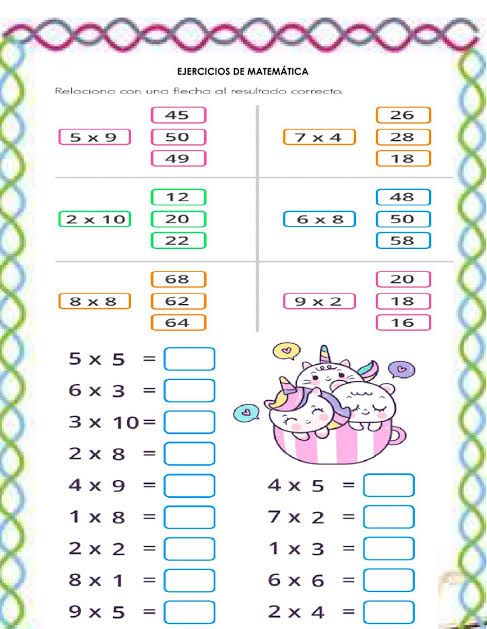 EJERCICIOS DE MATEMÁTICA
Relaciona con una flecha al resultado correcto.
45
5 x 9 50
49
26
7 x 4 28
18
12
2 x 10 20
22
48
6 x 8 50
58
68
8 x 8 62
64
20
9 x 2 18
16
5 x 5 =
6 x 3 =
3 x 10 =
2 x 8 =
4 x 9 =
1 x 8 =
2 x 2 =
8 x 1 =
9 x 5 =
4 x 5 =
7 x 2 =
1 x 3 =
6 x 6 =
2 x 4 =